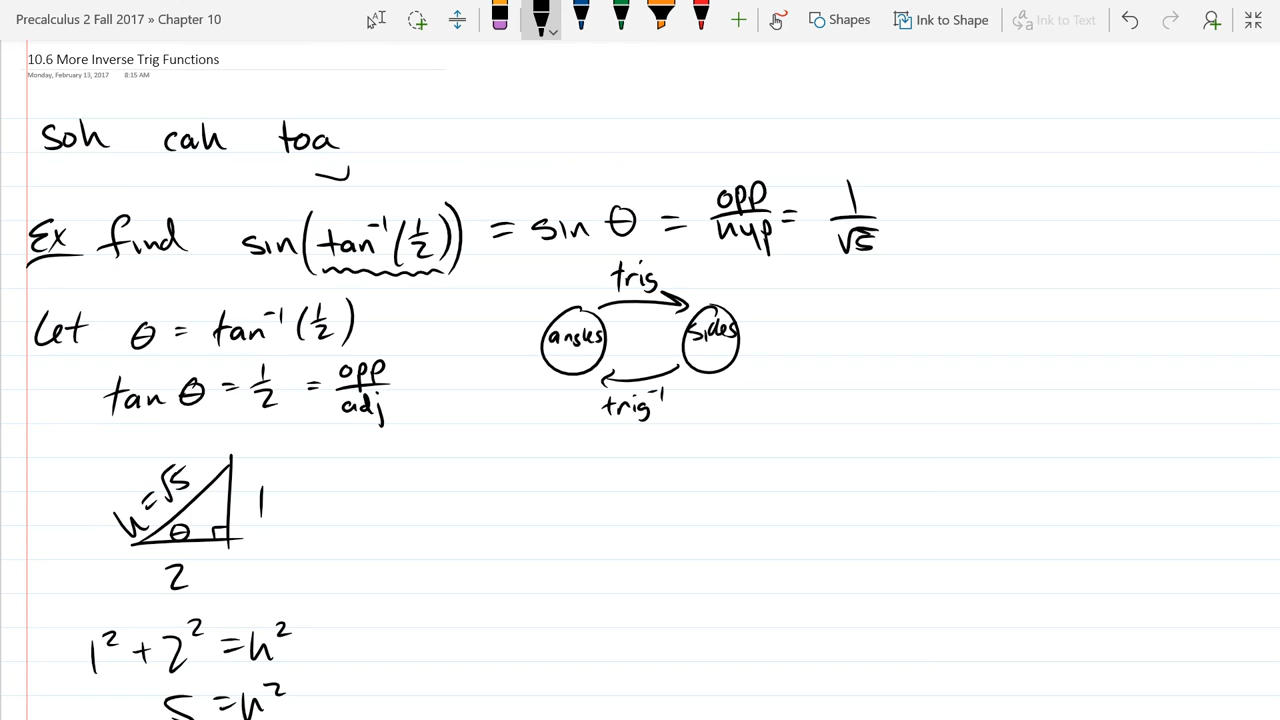 Precalculus 2 Fall 2017 » Chapter 10
Shapes
Ink to Shape
Ink to Text
10.6 More Inverse Trig Functions
Monday, February 13, 2017 8:15 AM
soh cah toa
Ex find sin(tan⁻¹(1/2)) = sin θ = opp/hyp = 1/√5
trig
angles sides
trig⁻¹
Let θ = tan⁻¹(1/2)
tan θ = 1/2 = opp/adj
h = √5
1
θ
2
1² + 2² = h²
5 = h²